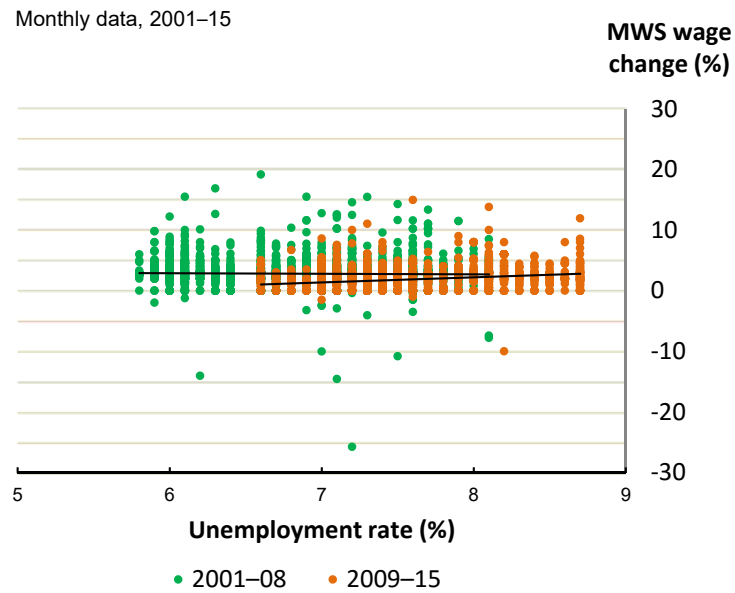 Monthly data, 2001–15
MWS wage
change (%)
30
20
10
0
-10
-20
-30
5 6 7 8 9
Unemployment rate (%)
2001–08 2009–15